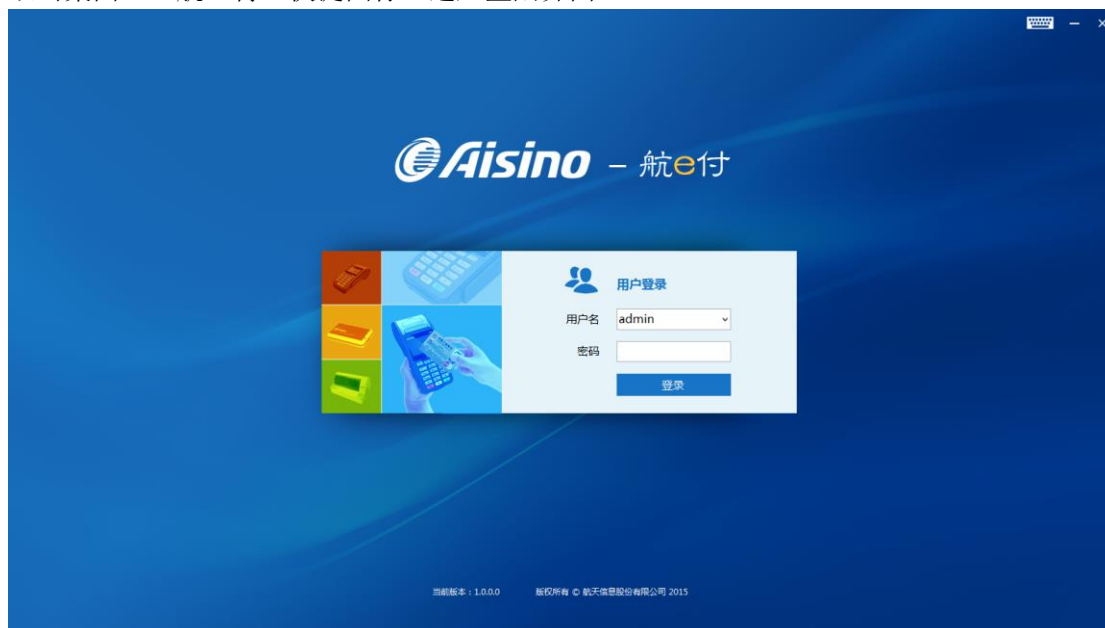 Aisino – 航e付
用户登录
用户名 admin
密码
登录
当前版本：1.0.0.0 版权所有 © 航天信息股份有限公司 2015